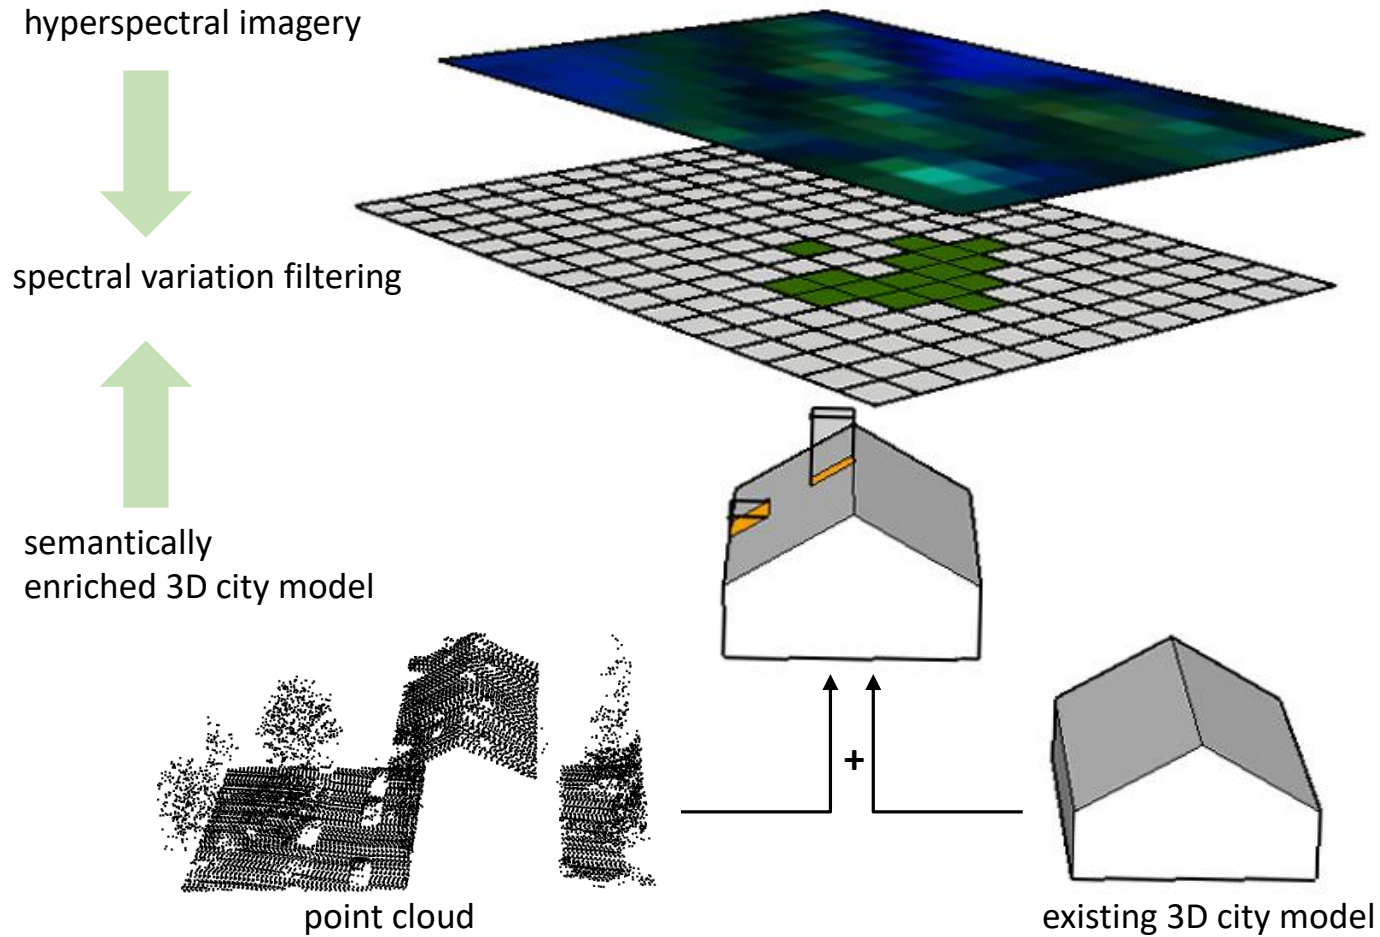 hyperspectral imagery
spectral variation filtering
semantically
enriched 3D city model
+
point cloud
existing 3D city model